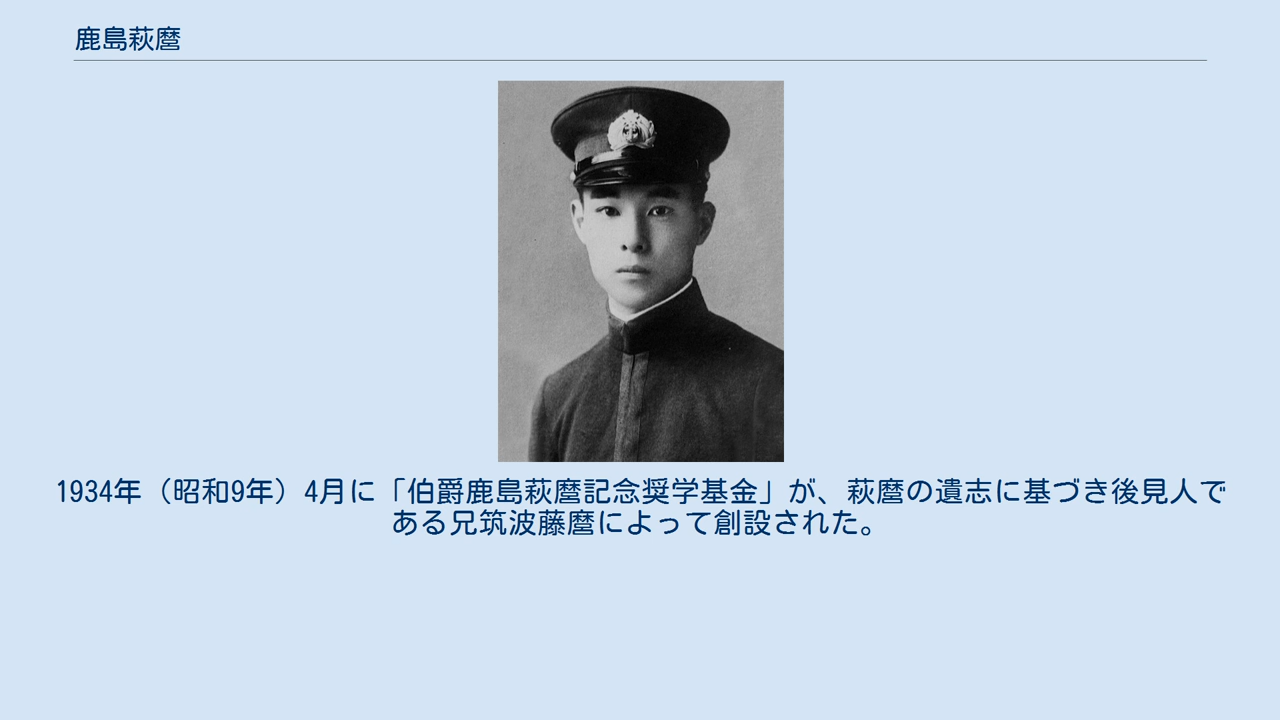 鹿島萩麿
1934年（昭和9年）4月に「伯爵鹿島萩麿記念奨学基金」が、萩麿の遺志に基づき後見人で
ある兄筑波藤麿によって創設された。